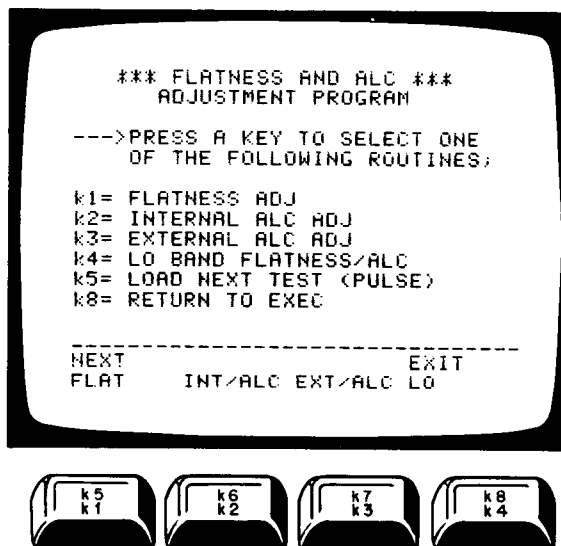 *** FLATNESS AND ALC ***
ADJUSTMENT PROGRAM
--->PRESS A KEY TO SELECT ONE
OF THE FOLLOWING ROUTINES;
k1= FLATNESS ADJ
k2= INTERNAL ALC ADJ
k3= EXTERNAL ALC ADJ
k4= LO BAND FLATNESS/ALC
k5= LOAD NEXT TEST (PULSE)
k8= RETURN TO EXEC
--------------------------------
NEXT EXIT
FLAT INT/ALC EXT/ALC LO
k5 k6 k7 k8
k1 k2 k3 k4